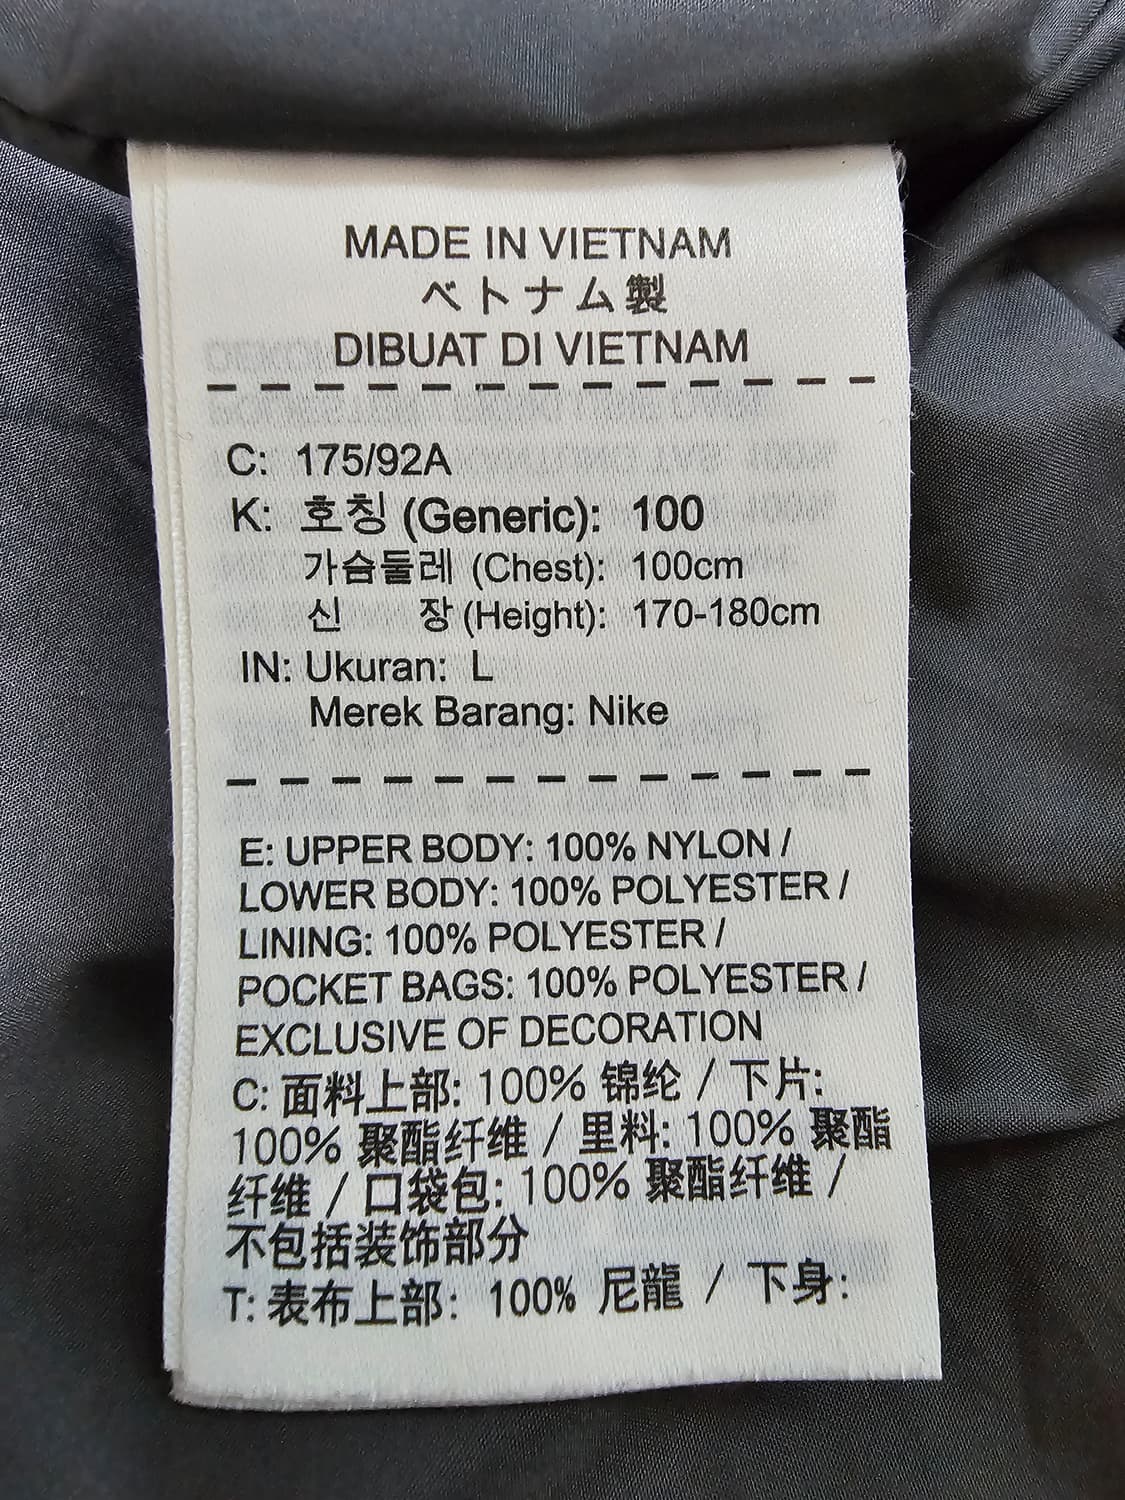 MADE IN VIETNAM
ベトナム製
DIBUAT DI VIETNAM
C: 175/92A
K: 호칭 (Generic): 100
가슴둘레 (Chest): 100cm
신 장 (Height): 170-180cm
IN: Ukuran: L
Merek Barang: Nike
E: UPPER BODY: 100% NYLON /
LOWER BODY: 100% POLYESTER /
LINING: 100% POLYESTER /
POCKET BAGS: 100% POLYESTER /
EXCLUSIVE OF DECORATION
C: 面料上部: 100% 锦纶 / 下片:
100% 聚酯纤维 / 里料: 100% 聚酯
纤维 / 口袋包: 100% 聚酯纤维 /
不包括装饰部分
T: 表布上部: 100% 尼龍 / 下身: